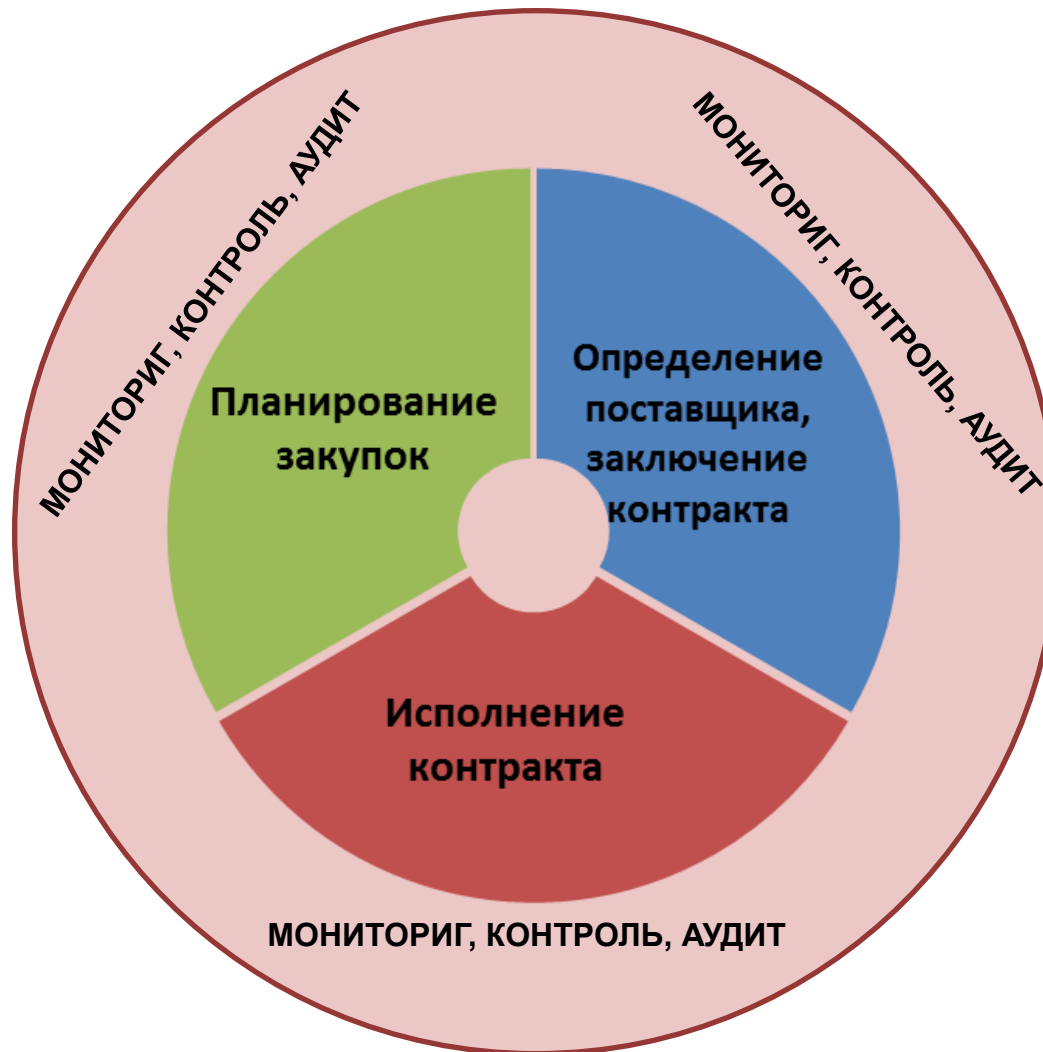 МОНИТОРИГ, КОНТРОЛЬ, АУДИТ
МОНИТОРИГ, КОНТРОЛЬ, АУДИТ
Планирование
закупок
Определение
поставщика,
заключение
контракта
Исполнение
контракта
МОНИТОРИГ, КОНТРОЛЬ, АУДИТ